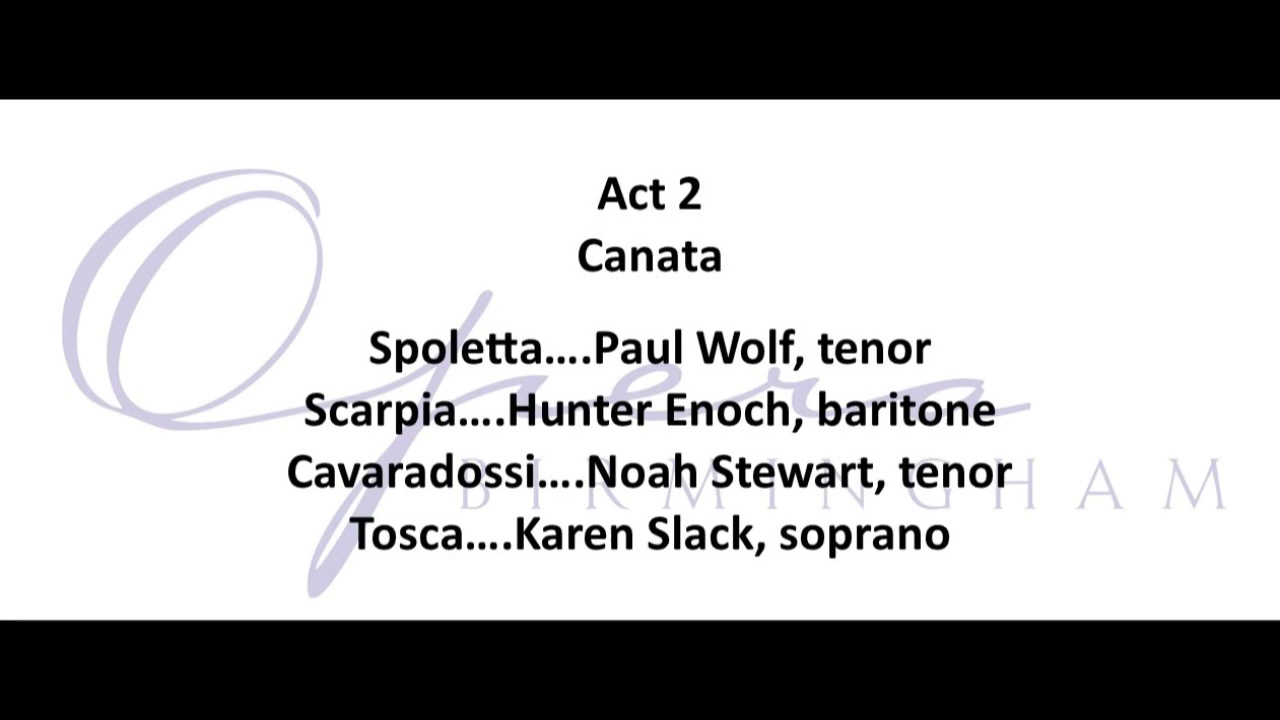 Act 2
Canata
Spoletta....Paul Wolf, tenor
Scarpia....Hunter Enoch, baritone
Cavaradossi....Noah Stewart, tenor
Tosca....Karen Slack, soprano
Opera
BIRMINGHAM